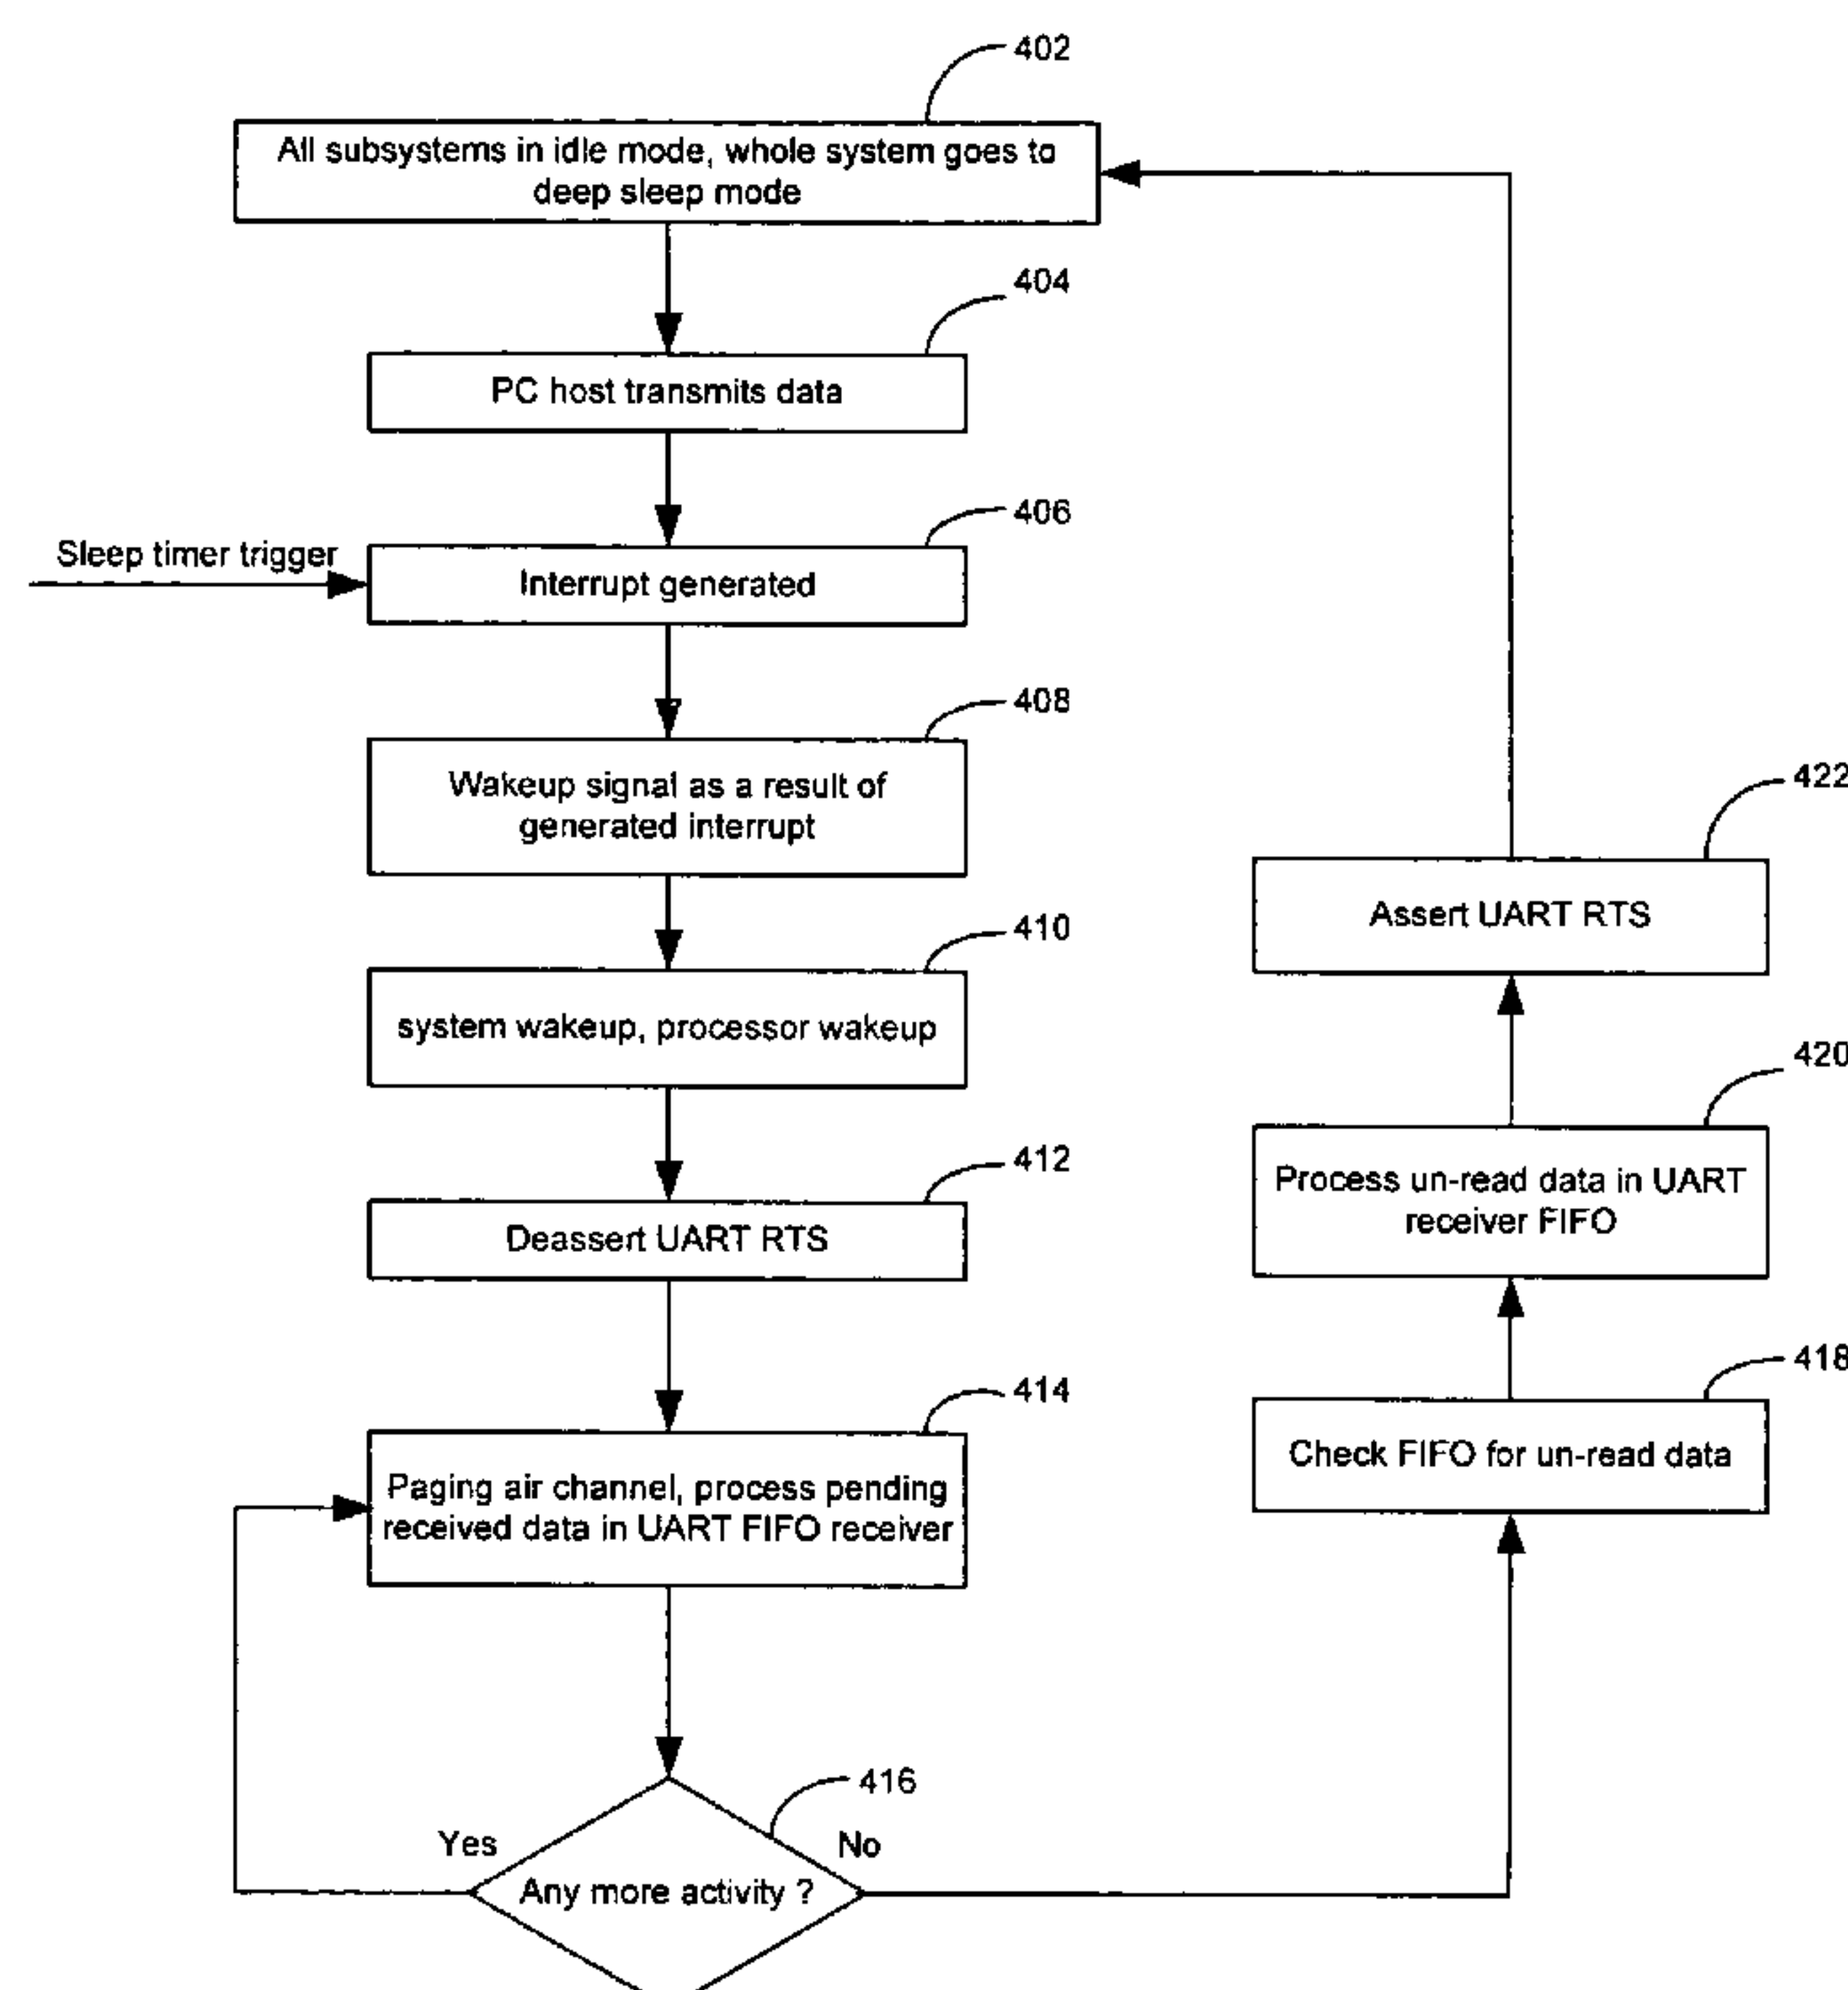 402
All subsystems in idle mode, whole system goes to
deep sleep mode
404
PC host transmits data
406
Sleep timer trigger
Interrupt generated
408
Wakeup signal as a result of
generated interrupt
410
system wakeup, processor wakeup
412
Deassert UART RTS
414
Paging air channel, process pending
received data in UART FIFO receiver
416
Yes
No
Any more activity ?
418
Check FIFO for un-read data
420
Process un-read data in UART
receiver FIFO
422
Assert UART RTS